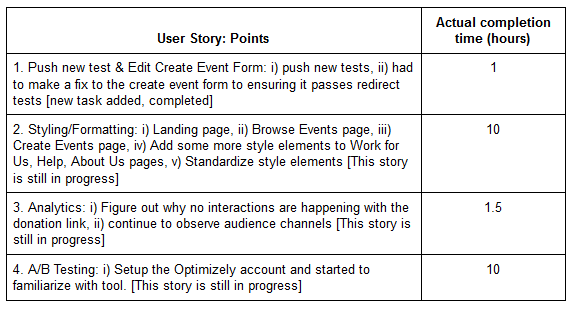 User Story: Points
Actual completion
time (hours)
1. Push new test & Edit Create Event Form: i) push new tests, ii) had
to make a fix to the create event form to ensuring it passes redirect
tests [new task added, completed]
1
2. Styling/Formatting: i) Landing page, ii) Browse Events page, iii)
Create Events page, iv) Add some more style elements to Work for
Us, Help, About Us pages, v) Standardize style elements [This story
is still in progress]
10
3. Analytics: i) Figure out why no interactions are happening with the
donation link, ii) continue to observe audience channels [This story is
still in progress]
1.5
4. A/B Testing: i) Setup the Optimizely account and started to
familiarize with tool. [This story is still in progress]
10